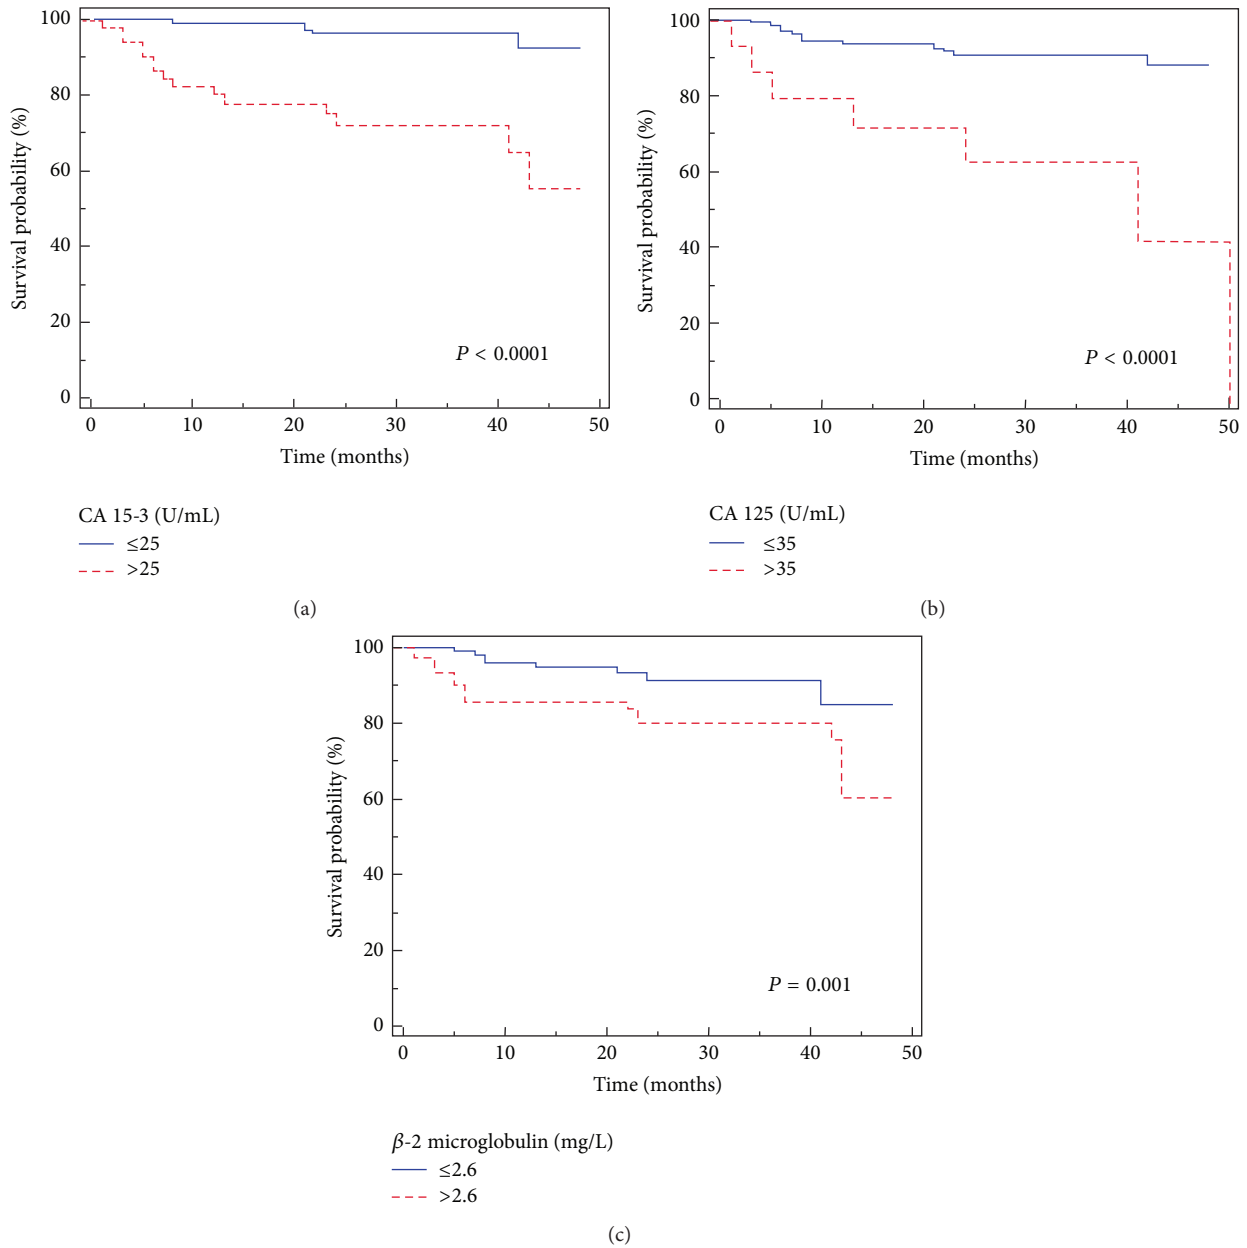 100
80
60
40
20
0
Survival probability (%)
P < 0.0001
0 10 20 30 40 50
Time (months)
CA 15-3 (U/mL)
≤25
>25
(a)
100
80
60
40
20
0
Survival probability (%)
P < 0.0001
0 10 20 30 40 50
Time (months)
CA 125 (U/mL)
≤35
>35
(b)
100
80
60
40
20
0
Survival probability (%)
P = 0.001
0 10 20 30 40 50
Time (months)
β-2 microglobulin (mg/L)
≤2.6
>2.6
(c)